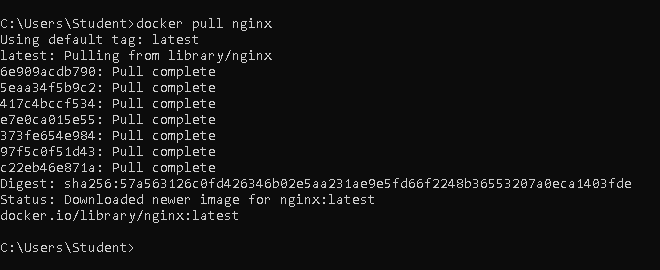 C:\Users\Student>docker pull nginx
Using default tag: latest
latest: Pulling from library/nginx
6e909acdb790: Pull complete
5eaa34f5b9c2: Pull complete
417c4bccf534: Pull complete
e7e0ca015e55: Pull complete
373fe654e984: Pull complete
97f5c0f51d43: Pull complete
c22eb46e871a: Pull complete
Digest: sha256:57a563126c0fd426346b02e5aa231ae9e5fd66f2248b36553207a0eca1403fde
Status: Downloaded newer image for nginx:latest
docker.io/library/nginx:latest
C:\Users\Student>